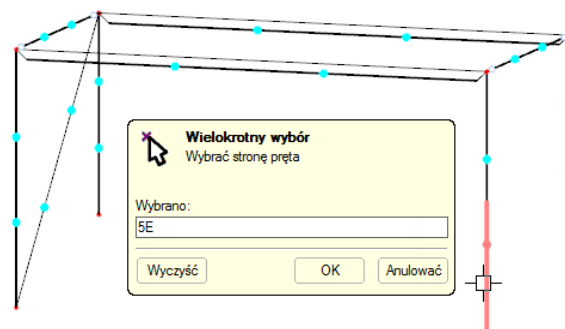 Wielokrotny wybór
Wybrać stronę pręta
Wybrano:
5E
Wyczyść
OK
Anulować